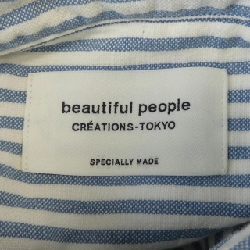 beautiful people
CRÉATIONS-TOKYO
SPECIALLY MADE